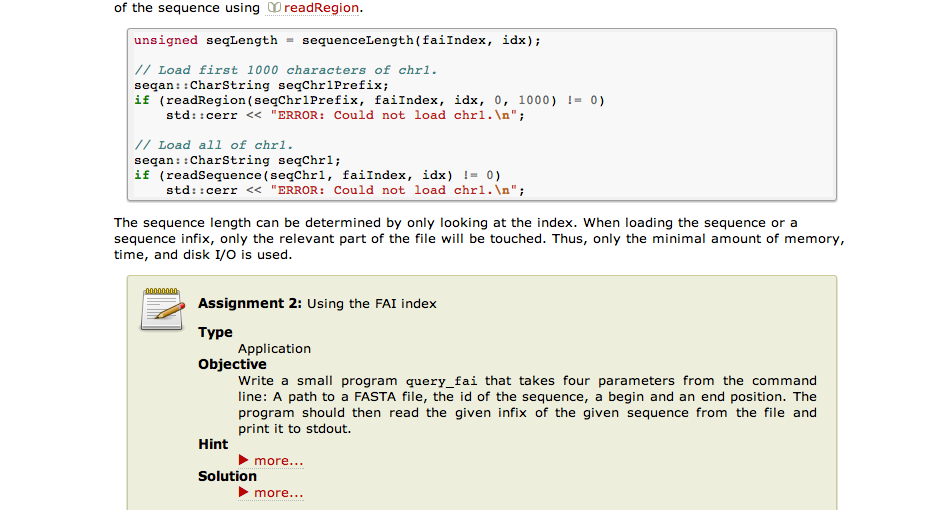 of the sequence using readRegion.
unsigned seqLength = sequenceLength(faiIndex, idx);
// Load first 1000 characters of chr1.
seqan::CharString seqChr1Prefix;
if (readRegion(seqChr1Prefix, faiIndex, idx, 0, 1000) != 0)
    std::cerr << "ERROR: Could not load chr1.\n";
// Load all of chr1.
seqan::CharString seqChr1;
if (readSequence(seqChr1, faiIndex, idx) != 0)
    std::cerr << "ERROR: Could not load chr1.\n";
The sequence length can be determined by only looking at the index. When loading the sequence or a
sequence infix, only the relevant part of the file will be touched. Thus, only the minimal amount of memory,
time, and disk I/O is used.
Assignment 2: Using the FAI index
Type
Application
Objective
Write a small program query_fai that takes four parameters from the command
line: A path to a FASTA file, the id of the sequence, a begin and an end position. The
program should then read the given infix of the given sequence from the file and
print it to stdout.
Hint
more...
Solution
more...